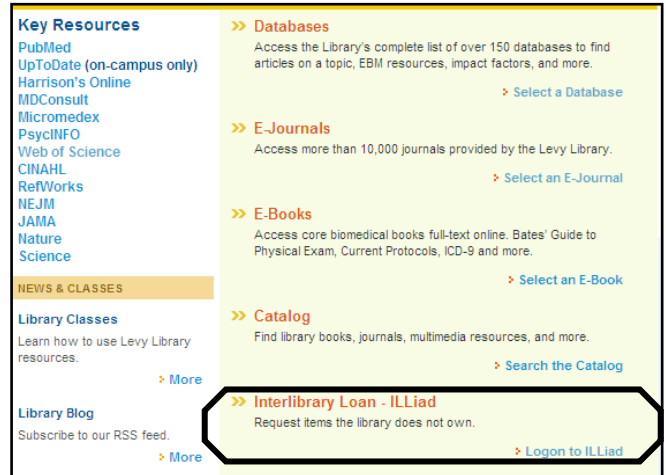 Key Resources
PubMed
UpToDate (on-campus only)
Harrison's Online
MDConsult
Micromedex
PsycINFO
Web of Science
CINAHL
RefWorks
NEJM
JAMA
Nature
Science
NEWS & CLASSES
Library Classes
Learn how to use Levy Library
resources.
More
Library Blog
Subscribe to our RSS feed.
More
Databases
Access the Library's complete list of over 150 databases to find
articles on a topic, EBM resources, impact factors, and more.
Select a Database
E-Journals
Access more than 10,000 journals provided by the Levy Library.
Select an E-Journal
E-Books
Access core biomedical books full-text online. Bates' Guide to
Physical Exam, Current Protocols, ICD-9 and more.
Select an E-Book
Catalog
Find library books, journals, multimedia resources, and more.
Search the Catalog
Interlibrary Loan - ILLiad
Request items the library does not own.
Logon to ILLiad